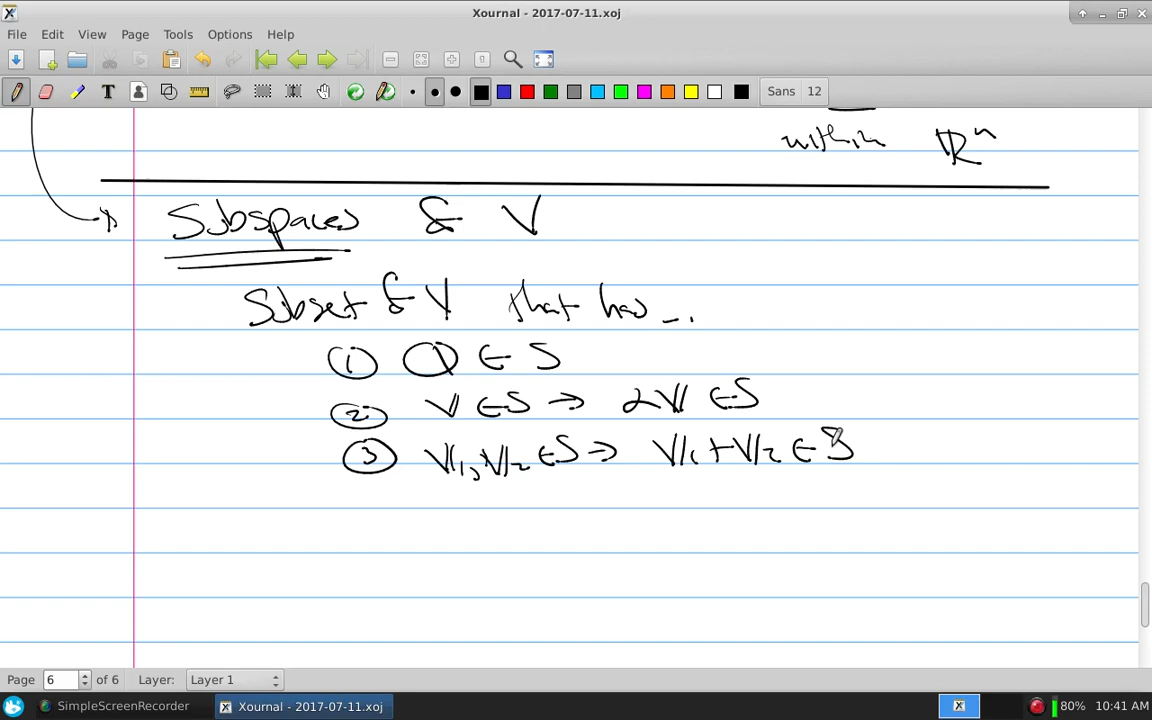 Xournal - 2017-07-11.xoj
File Edit View Page Tools Options Help
Sans 12
within ℝⁿ
Subspaces of V
Subset of V that has ...
① 𝕆 ∈ S
② 𝕍 ∈ S → α𝕍 ∈ S
③ 𝕍₁, 𝕍₂ ∈ S → 𝕍₁ + 𝕍₂ ∈ S
Page 6 of 6 Layer: Layer 1
SimpleScreenRecorder Xournal - 2017-07-11.xoj 80% 10:41 AM